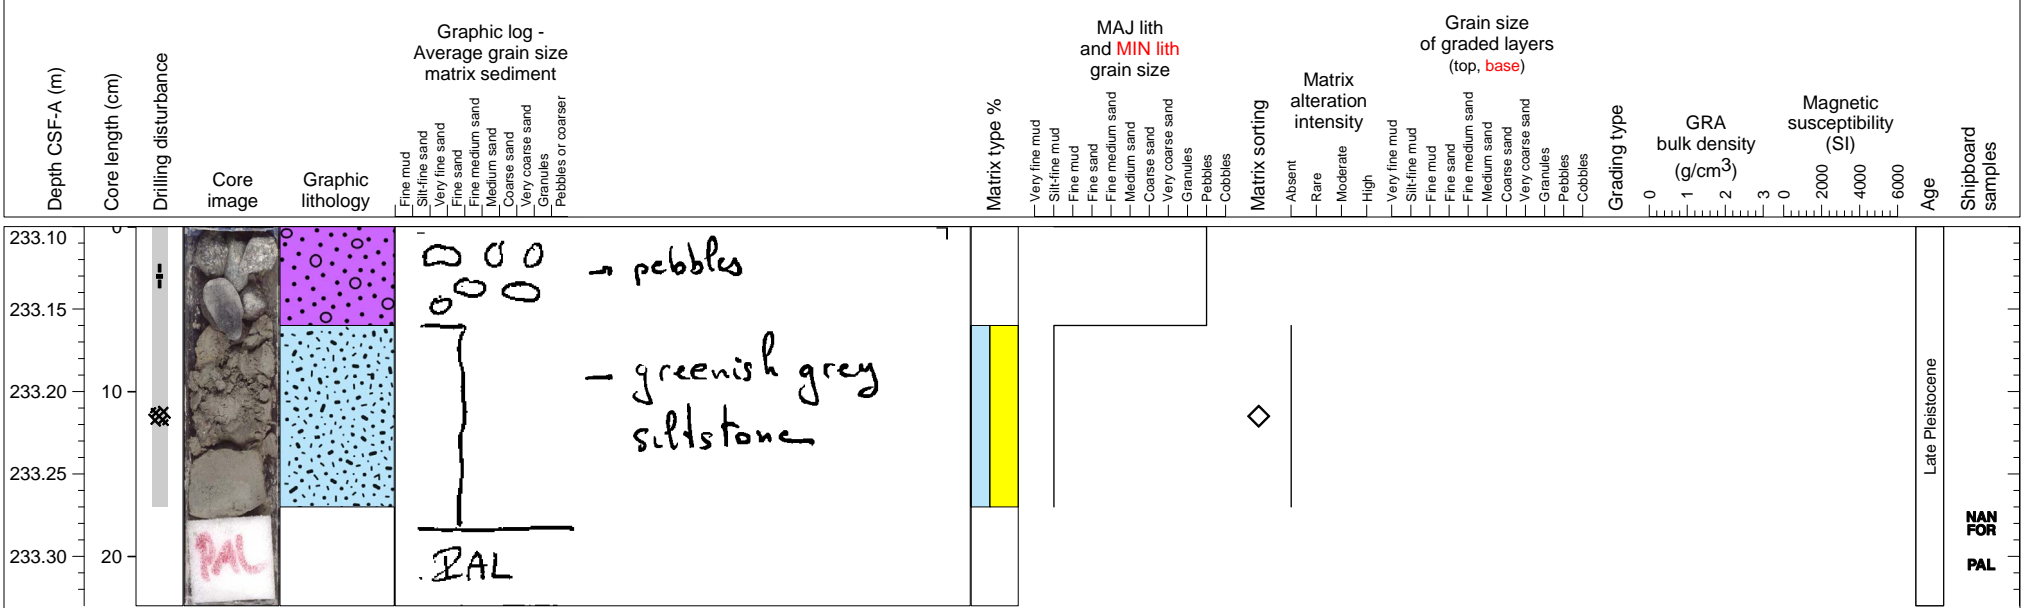 Depth CSF-A (m)
Core length (cm)
Drilling disturbance
Core
image
Graphic
lithology
Graphic log -
Average grain size
matrix sediment
Fine mud
Silt-fine sand
Very fine sand
Fine sand
Fine medium sand
Medium sand
Coarse sand
Very coarse sand
Granules
Pebbles or coarser
Matrix type %
MAJ lith
and MIN lith
grain size
Very fine mud
Silt-fine mud
Fine mud
Fine sand
Fine medium sand
Medium sand
Coarse sand
Very coarse sand
Granules
Pebbles
Cobbles
Matrix sorting
Matrix
alteration
intensity
Absent
Rare
Moderate
High
Grain size
of graded layers
(top, base)
Very fine mud
Silt-fine mud
Fine mud
Fine sand
Fine medium sand
Medium sand
Coarse sand
Very coarse sand
Granules
Pebbles
Cobbles
Grading type
GRA
bulk density
(g/cm3)
0 1 2 3
Magnetic
susceptibility
(SI)
0 2000 4000 6000
Age
Shipboard
samples
233.10
233.15
233.20
233.25
233.30
0
10
20
PAL
→ pebbles
– greenish grey
siltstone
PAL
Late Pleistocene
NAN
FOR
PAL